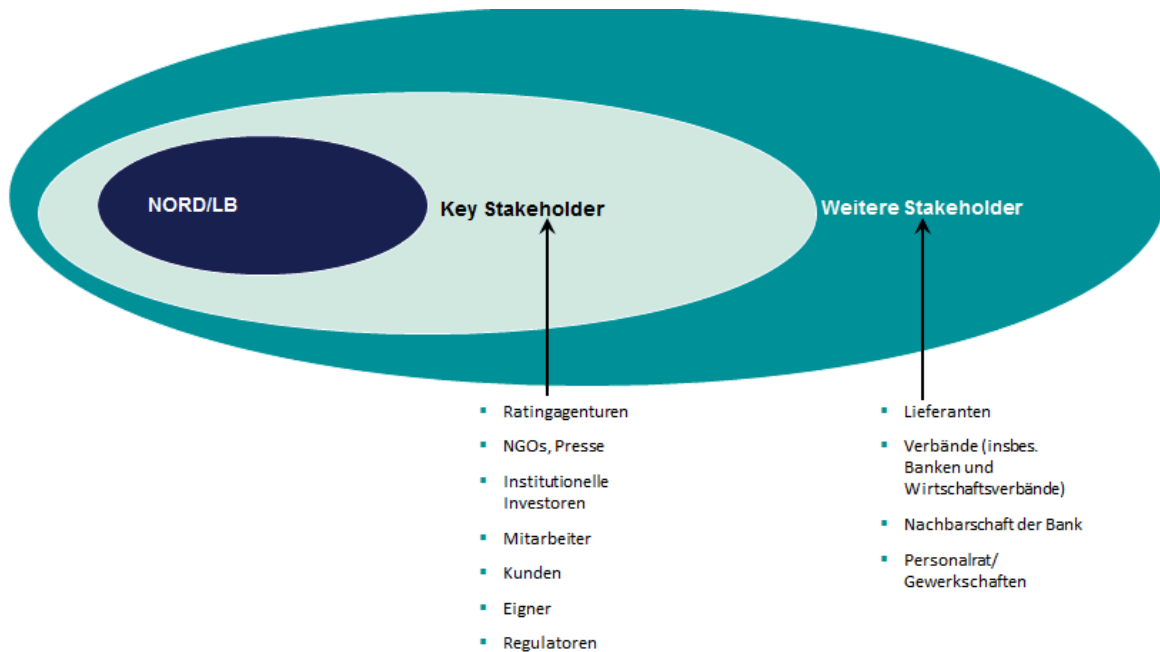 NORD/LB
Key Stakeholder
Weitere Stakeholder
Ratingagenturen
NGOs, Presse
Institutionelle
Investoren
Mitarbeiter
Kunden
Eigner
Regulatoren
Lieferanten
Verbände (insbes.
Banken und
Wirtschaftsverbände)
Nachbarschaft der Bank
Personalrat/
Gewerkschaften